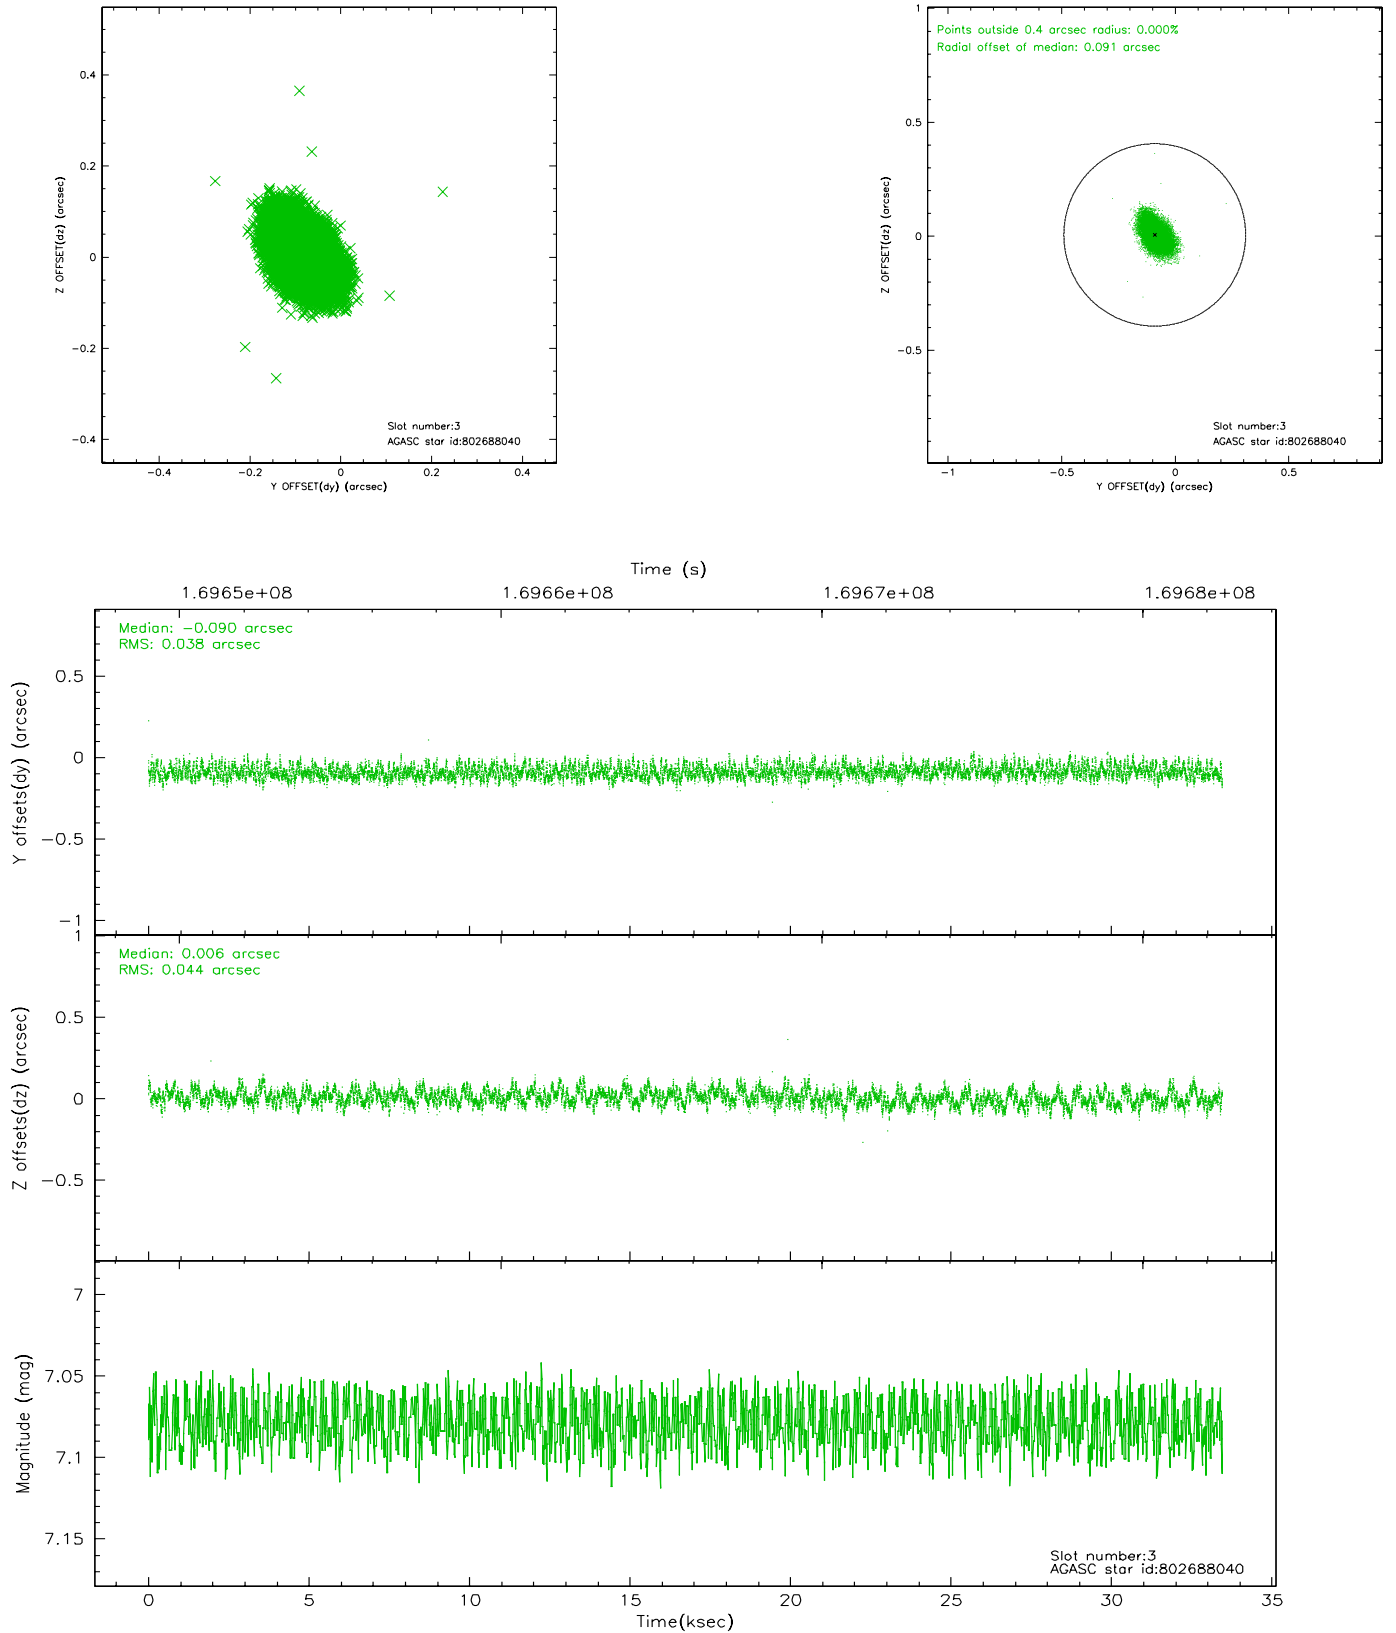 0.4
0.2
0
−0.2
−0.4
Z OFFSET(dz) (arcsec)
Slot number:3
AGASC star id:802688040
−0.4 −0.2 0 0.2 0.4
Y OFFSET(dy) (arcsec)
Points outside 0.4 arcsec radius: 0.000%
Radial offset of median: 0.091 arcsec
1
0.5
0
−0.5
Z OFFSET(dz) (arcsec)
Slot number:3
AGASC star id:802688040
−1 −0.5 0 0.5
Y OFFSET(dy) (arcsec)
Time (s)
1.6965e+08 1.6966e+08 1.6967e+08 1.6968e+08
Median: −0.090 arcsec
RMS: 0.038 arcsec
0.5
0
−0.5
−1
Y offsets(dy) (arcsec)
Median: 0.006 arcsec
RMS: 0.044 arcsec
1
0.5
0
−0.5
Z offsets(dz) (arcsec)
7
7.05
7.1
7.15
Magnitude (mag)
Slot number:3
AGASC star id:802688040
0 5 10 15 20 25 30 35
Time(ksec)